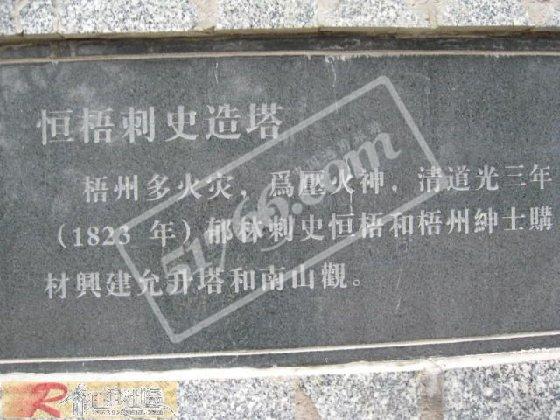 恒梧刺史造塔
梧州多火灾，爲壓火神，清道光三年
（1823 年）郁林刺史恒梧和梧州紳士購
材興建允升塔和南山觀。
51766.com